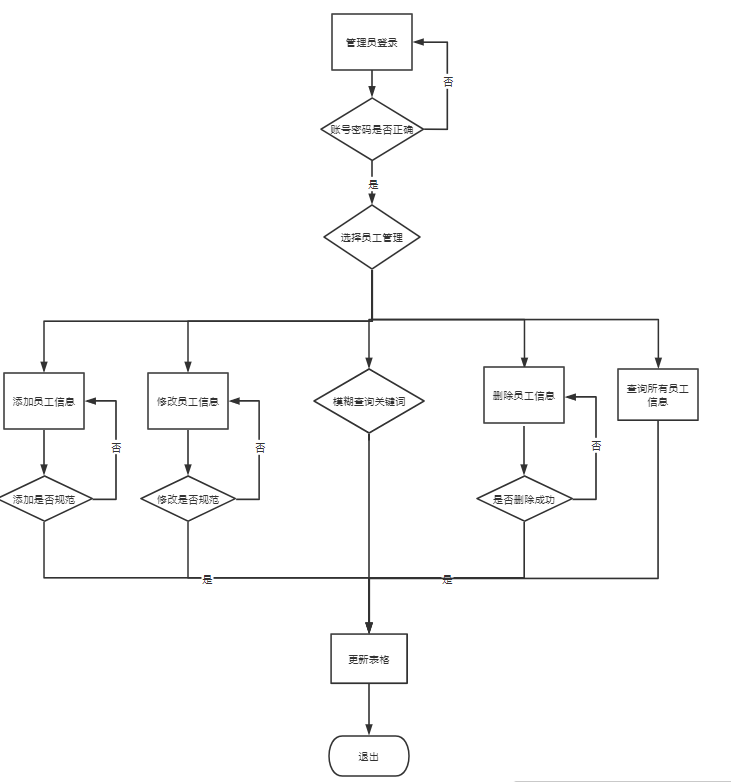 管理员登录
否
账号密码是否正确
是
选择员工管理
添加员工信息
修改员工信息
模糊查询关键词
删除员工信息
查询所有员工
信息
否
否
否
添加是否规范
修改是否规范
是否删除成功
是
是
更新表格
退出